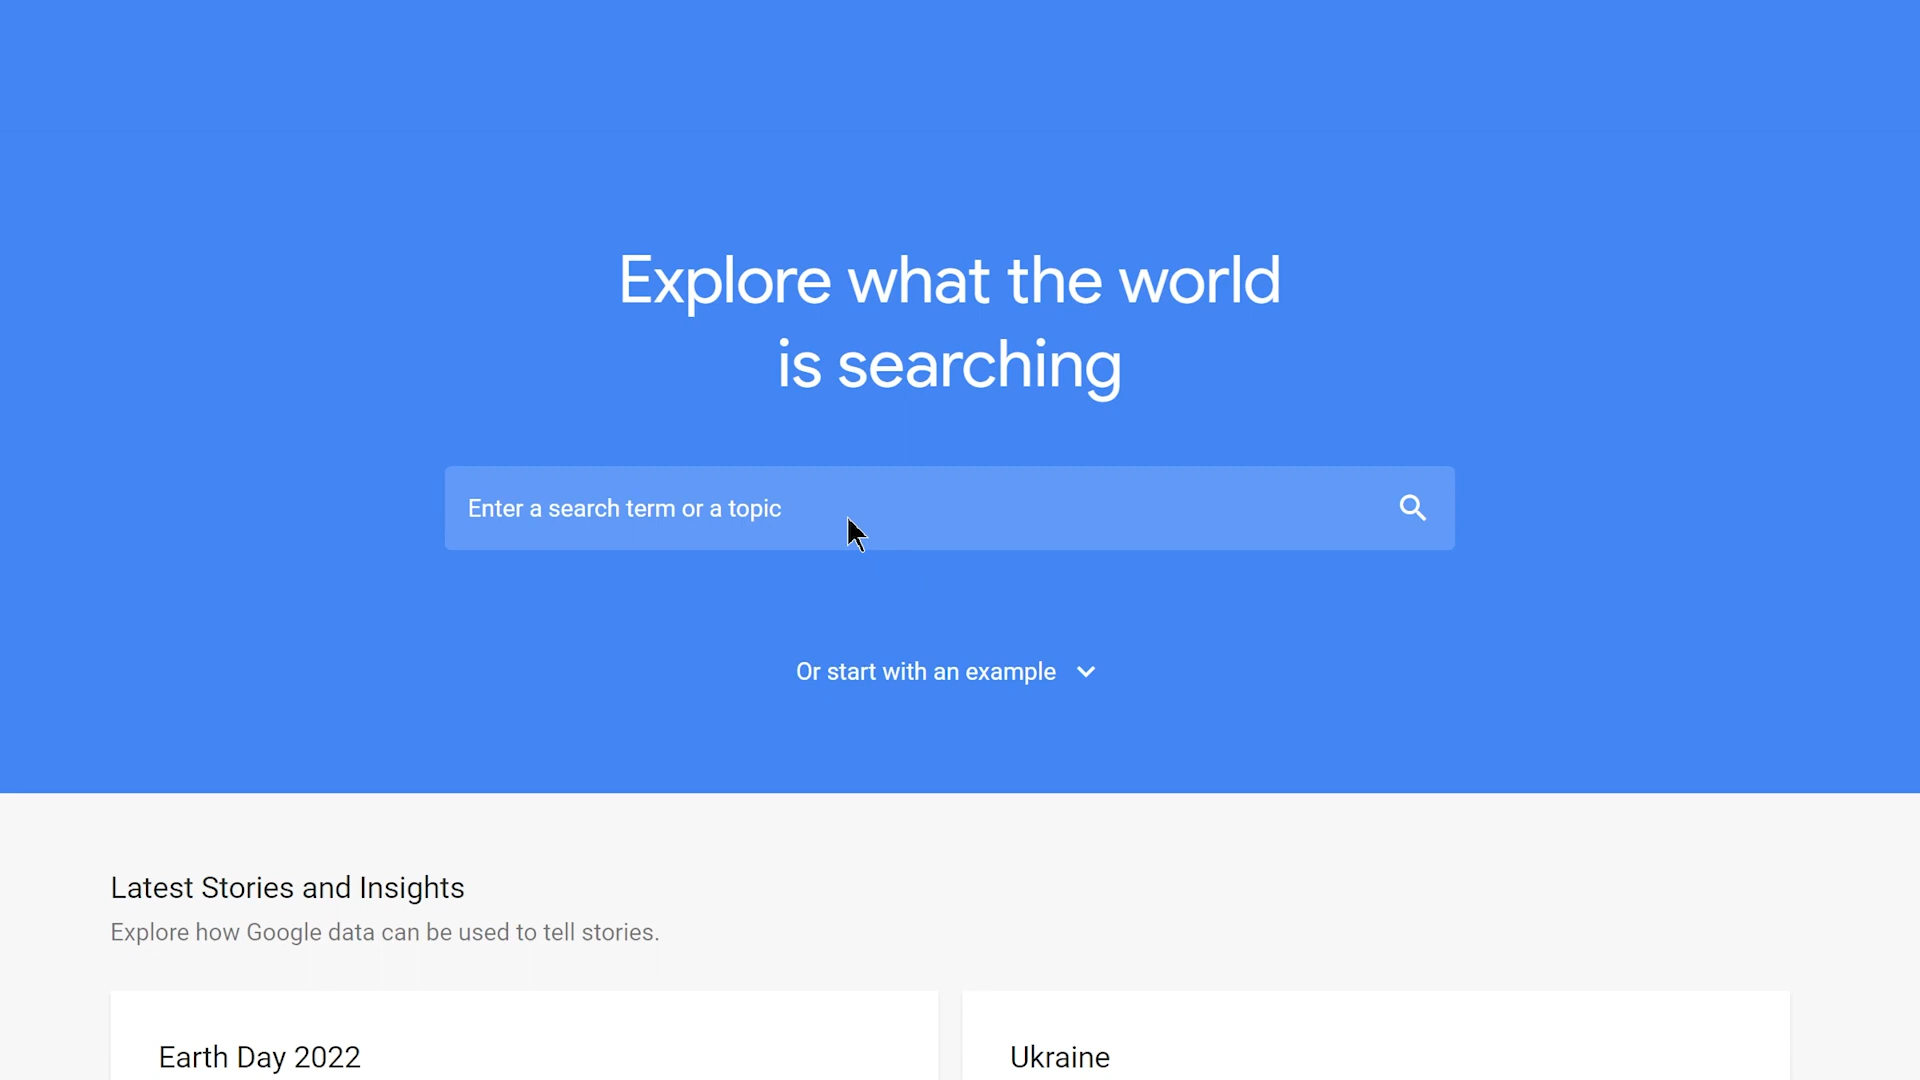 Explore what the world
is searching
Enter a search term or a topic
Or start with an example
Latest Stories and Insights
Explore how Google data can be used to tell stories.
Earth Day 2022
Ukraine